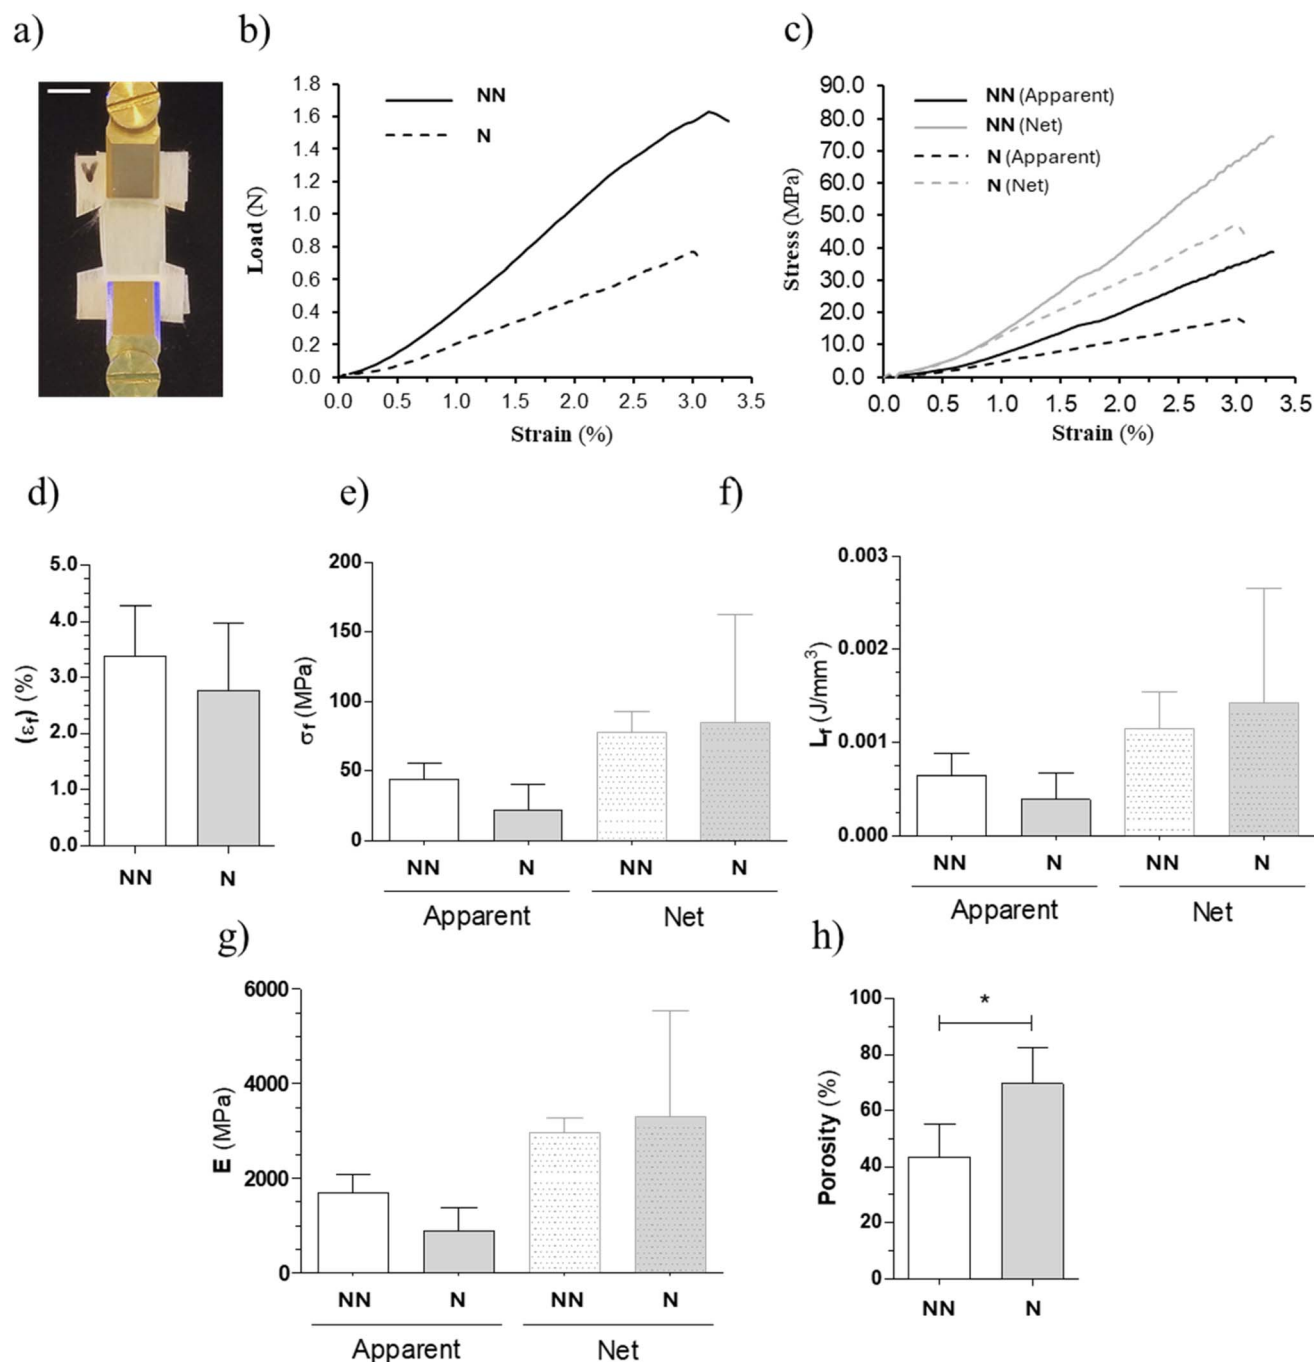 a)
b)
c)
V
Load (N)
1.8
1.6
1.4
1.2
1.0
0.8
0.6
0.4
0.2
0.0
NN
N
0.0 0.5 1.0 1.5 2.0 2.5 3.0 3.5
Strain (%)
Stress (MPa)
90.0
80.0
70.0
60.0
50.0
40.0
30.0
20.0
10.0
0.0
NN (Apparent)
NN (Net)
N (Apparent)
N (Net)
0.0 0.5 1.0 1.5 2.0 2.5 3.0 3.5
Strain (%)
d)
e)
f)
(εf) (%)
5.0
4.0
3.0
2.0
1.0
0.0
NN N
σf (MPa)
200
150
100
50
0
NN N NN N
Apparent Net
Lf (J/mm³)
0.003
0.002
0.001
0.000
NN N NN N
Apparent Net
g)
h)
E (MPa)
6000
4000
2000
0
NN N NN N
Apparent Net
Porosity (%)
100
80
60
40
20
0
*
NN N